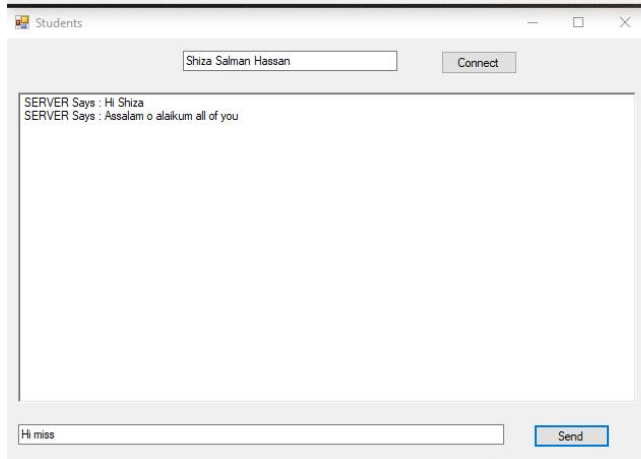 Students
Shiza Salman Hassan
Connect
SERVER Says : Hi Shiza
SERVER Says : Assalam o alaikum all of you
Hi miss
Send